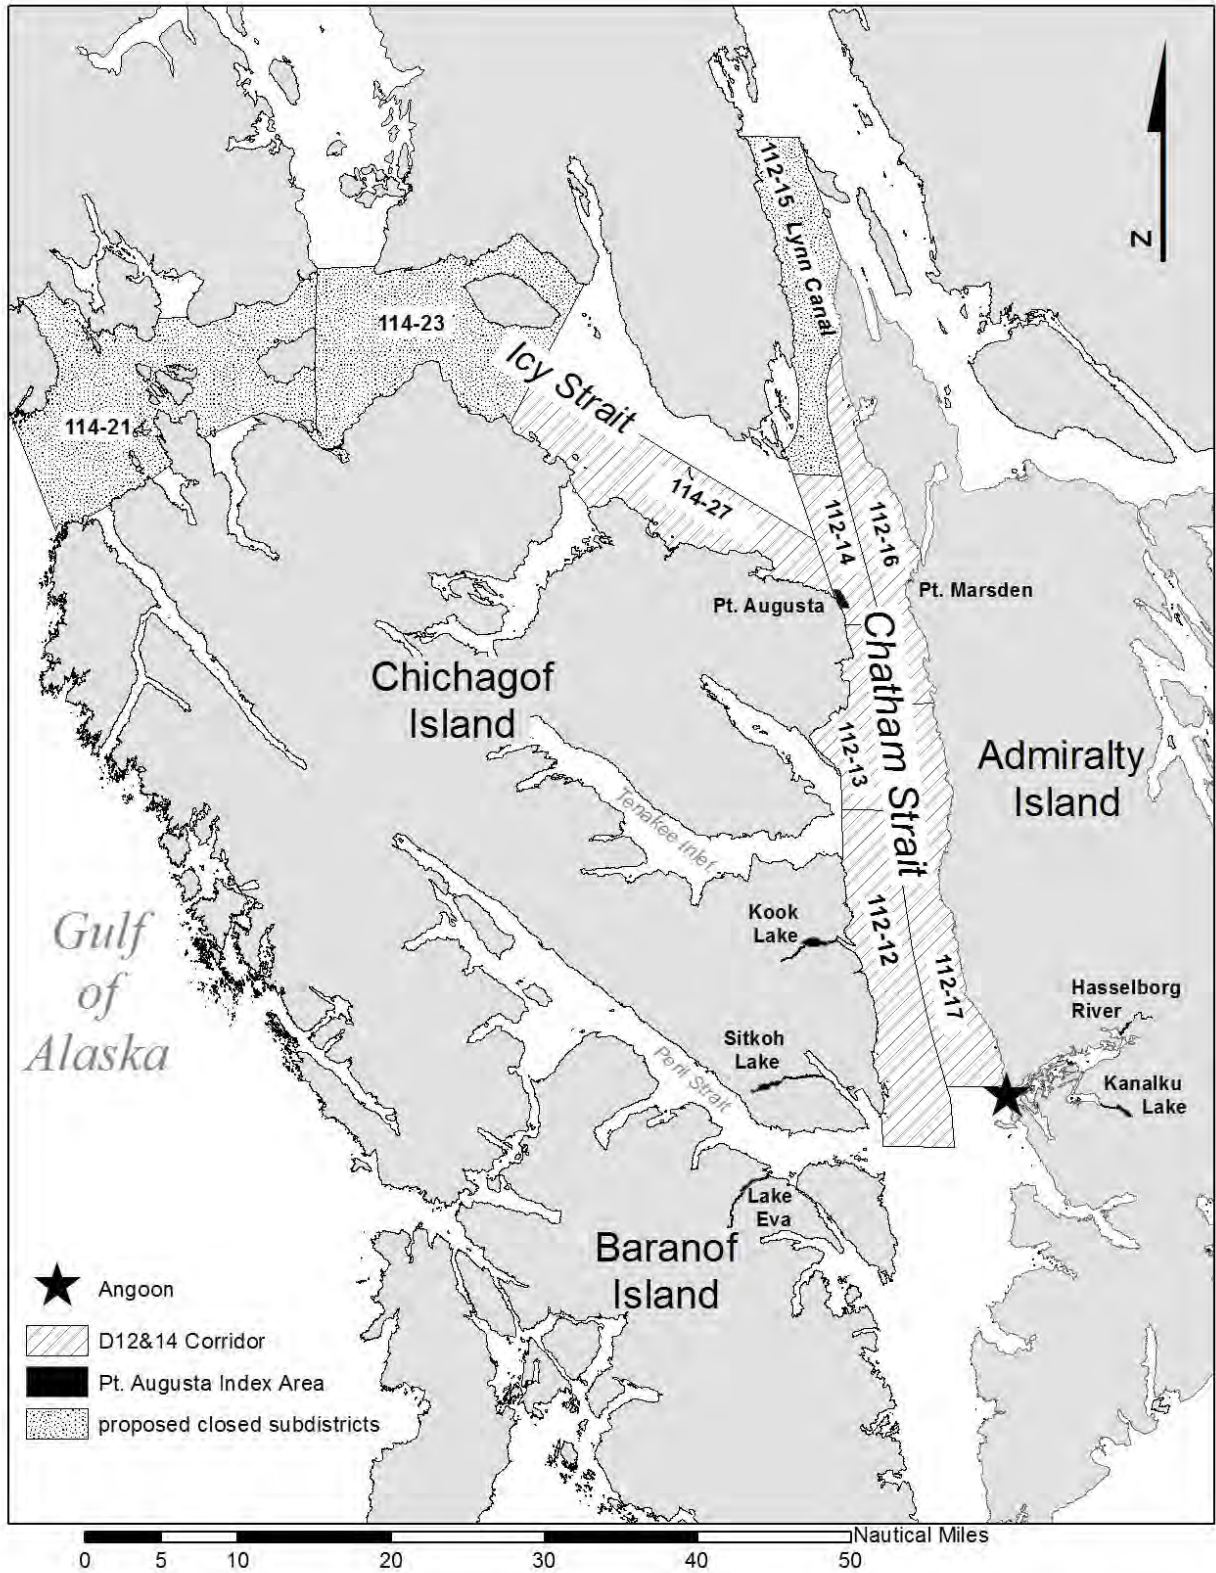 112-15
Lynn Canal
N
114-23
Icy Strait
114-21
114-27
112-14
112-16
Pt. Augusta
Pt. Marsden
Chatham Strait
Chichagof
Island
112-13
Admiralty
Island
Tenakee Inlet
Kook
Lake
112-12
Gulf
of
Alaska
112-17
Hasselborg
River
Sitkoh
Lake
Peril Strait
Kanalku
Lake
Lake
Eva
Baranof
Island
Angoon
D12&14 Corridor
Pt. Augusta Index Area
proposed closed subdistricts
Nautical Miles
0 5 10 20 30 40 50